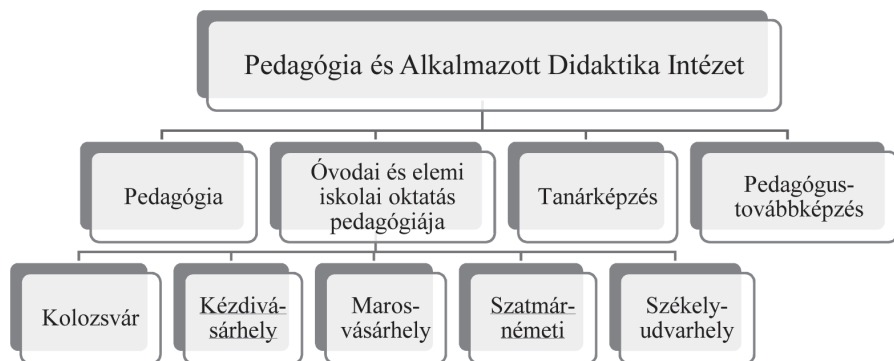 Pedagógia és Alkalmazott Didaktika Intézet
Pedagógia
Óvodai és elemi
iskolai oktatás
pedagógiája
Tanárképzés
Pedagógus-
továbbképzés
Kolozsvár
Kézdivá-
sárhely
Maros-
vásárhely
Szatmár-
németi
Székely-
udvarhely